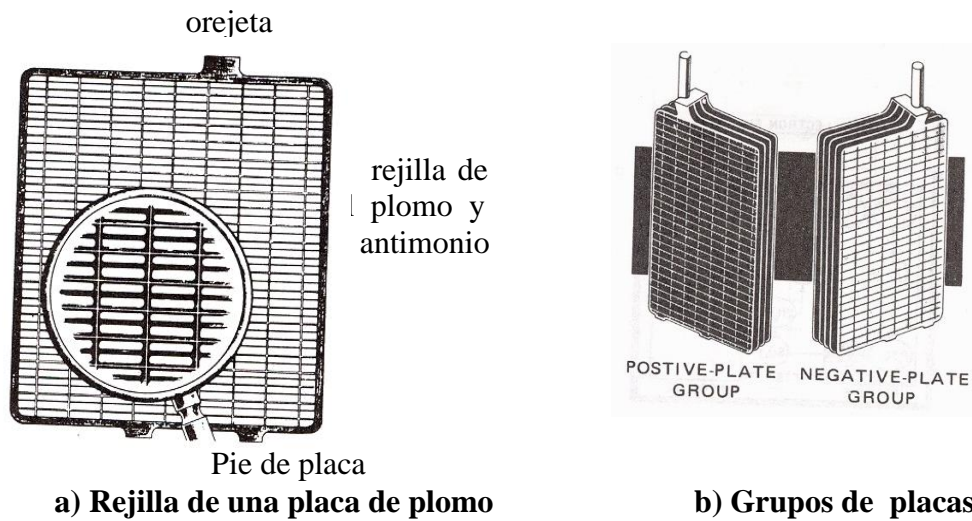 orejeta
rejilla de
plomo y
antimonio
POSTIVE-PLATE
GROUP
NEGATIVE-PLATE
GROUP
Pie de placa
a) Rejilla de una placa de plomo
b) Grupos de placas